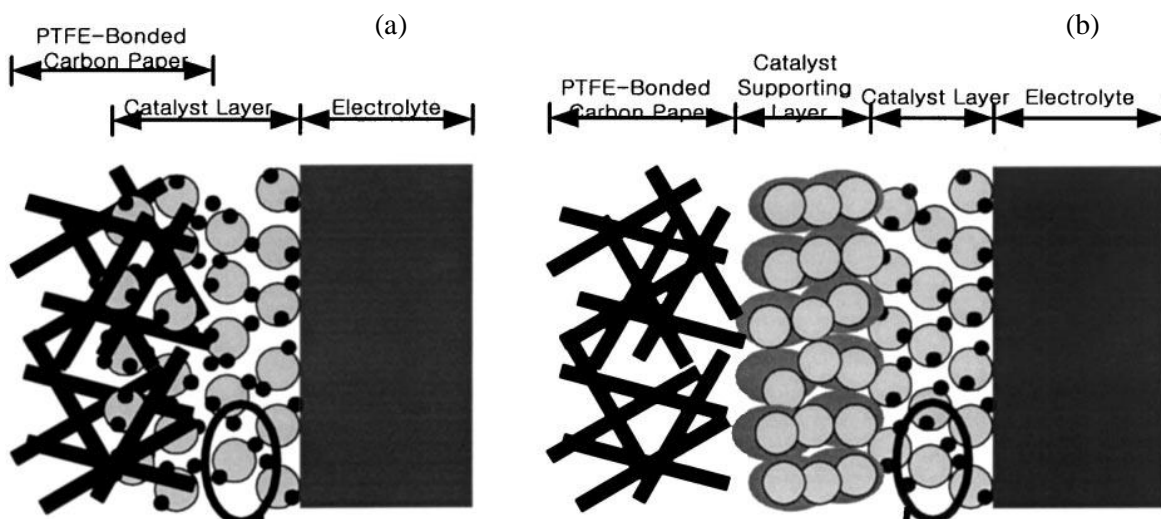 (a)
PTFE-Bonded
Carbon Paper
Catalyst Layer
Electrolyte
(b)
PTFE-Bonded
Carbon Paper
Catalyst
Supporting
Layer
Catalyst Layer
Electrolyte